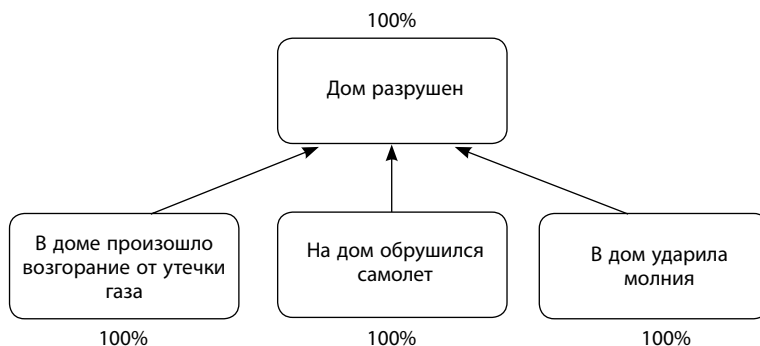 100%
Дом разрушен
В доме произошло
возгорание от утечки
газа
На дом обрушился
самолет
В дом ударила
молния
100%
100%
100%